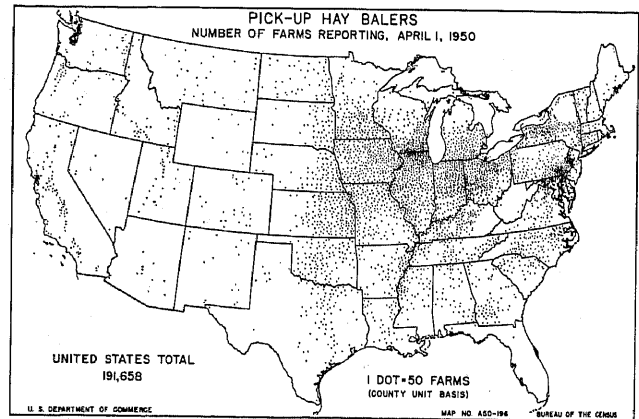 PICK-UP HAY BALERS
NUMBER OF FARMS REPORTING, APRIL 1, 1950
UNITED STATES TOTAL
191,658
1 DOT=50 FARMS
(COUNTY UNIT BASIS)
U. S. DEPARTMENT OF COMMERCE
MAP NO. A50-196
BUREAU OF THE CENSUS